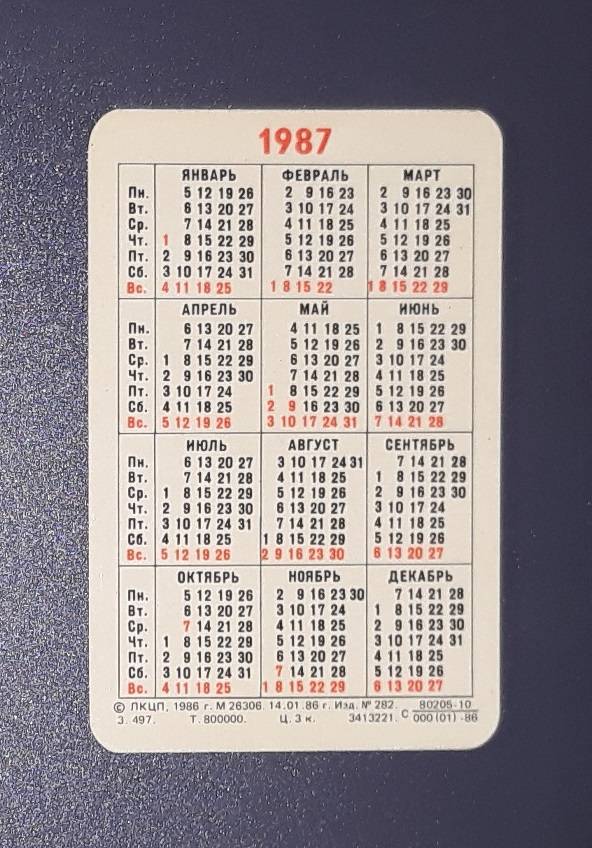 1987
ЯНВАРЬ ФЕВРАЛЬ МАРТ
Пн. 5 12 19 26 2 9 16 23 2 9 16 23 30
Вт. 6 13 20 27 3 10 17 24 3 10 17 24 31
Ср. 7 14 21 28 4 11 18 25 4 11 18 25
Чт. 1 8 15 22 29 5 12 19 26 5 12 19 26
Пт. 2 9 16 23 30 6 13 20 27 6 13 20 27
Сб. 3 10 17 24 31 7 14 21 28 7 14 21 28
Вс. 4 11 18 25 1 8 15 22 1 8 15 22 29
АПРЕЛЬ МАЙ ИЮНЬ
Пн. 6 13 20 27 4 11 18 25 1 8 15 22 29
Вт. 7 14 21 28 5 12 19 26 2 9 16 23 30
Ср. 1 8 15 22 29 6 13 20 27 3 10 17 24
Чт. 2 9 16 23 30 7 14 21 28 4 11 18 25
Пт. 3 10 17 24 1 8 15 22 29 5 12 19 26
Сб. 4 11 18 25 2 9 16 23 30 6 13 20 27
Вс. 5 12 19 26 3 10 17 24 31 7 14 21 28
ИЮЛЬ АВГУСТ СЕНТЯБРЬ
Пн. 6 13 20 27 3 10 17 24 31 7 14 21 28
Вт. 7 14 21 28 4 11 18 25 1 8 15 22 29
Ср. 1 8 15 22 29 5 12 19 26 2 9 16 23 30
Чт. 2 9 16 23 30 6 13 20 27 3 10 17 24
Пт. 3 10 17 24 31 7 14 21 28 4 11 18 25
Сб. 4 11 18 25 1 8 15 22 29 5 12 19 26
Вс. 5 12 19 26 2 9 16 23 30 6 13 20 27
ОКТЯБРЬ НОЯБРЬ ДЕКАБРЬ
Пн. 5 12 19 26 2 9 16 23 30 7 14 21 28
Вт. 6 13 20 27 3 10 17 24 1 8 15 22 29
Ср. 7 14 21 28 4 11 18 25 2 9 16 23 30
Чт. 1 8 15 22 29 5 12 19 26 3 10 17 24 31
Пт. 2 9 16 23 30 6 13 20 27 4 11 18 25
Сб. 3 10 17 24 31 7 14 21 28 5 12 19 26
Вс. 4 11 18 25 1 8 15 22 29 6 13 20 27
© ЛКЦП, 1986 г. М 26306. 14.01.86 г. Изд. № 282. 80205-10
З. 497. Т. 800000. Ц. 3 к. 3413221. С 000 (01) -86